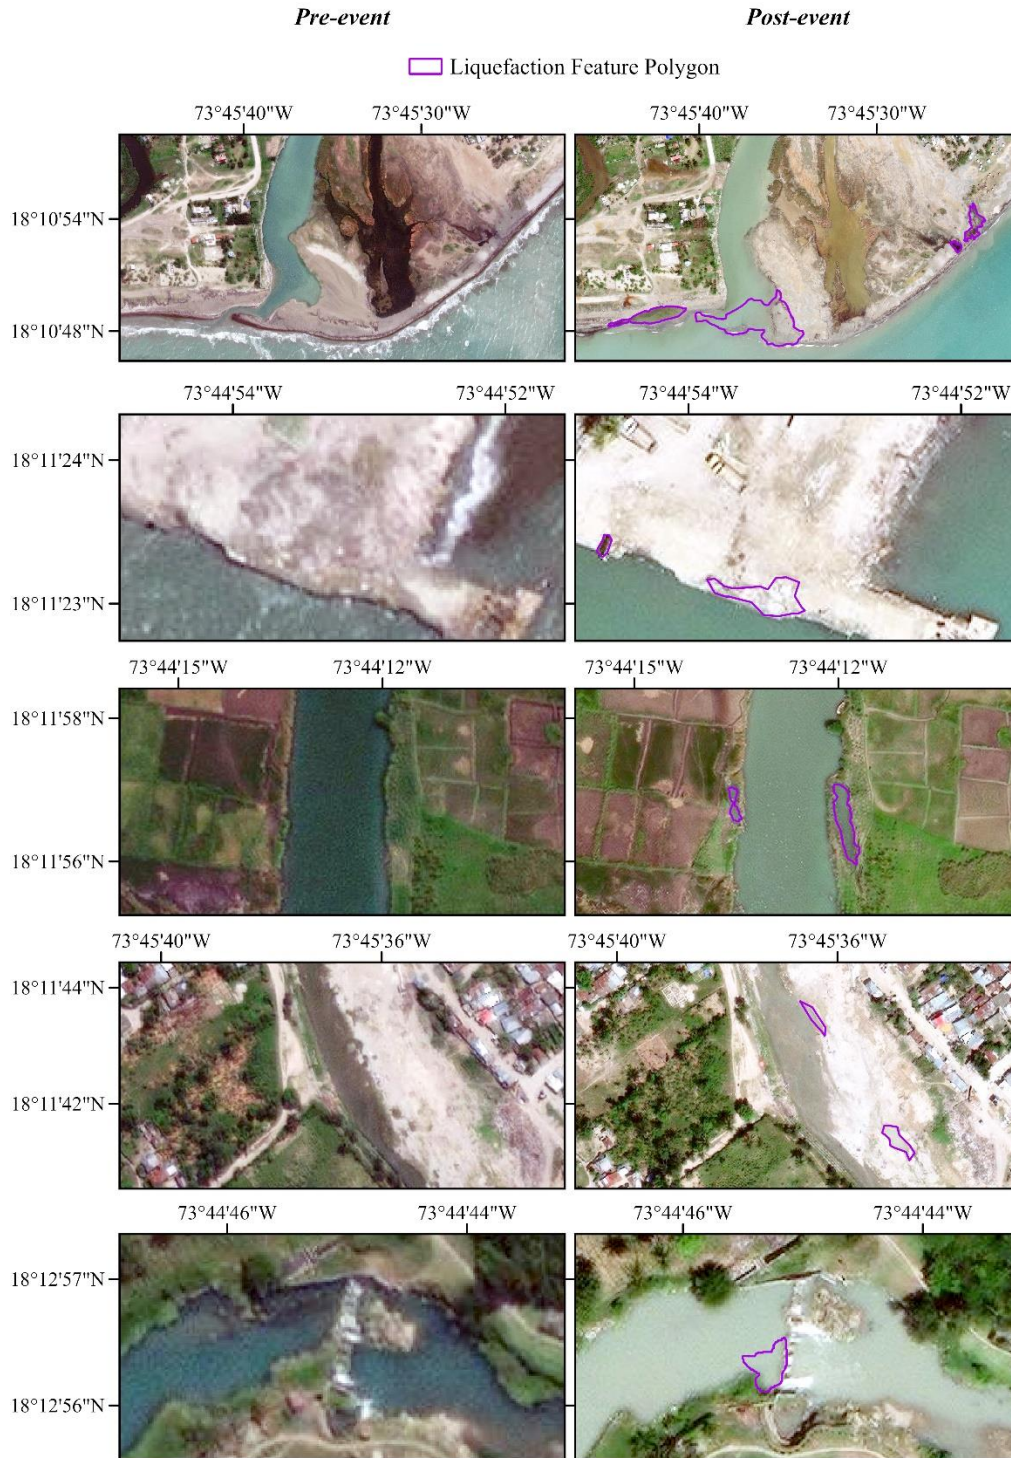 Pre-event Post-event
Liquefaction Feature Polygon
73°45'40"W 73°45'30"W 73°45'40"W 73°45'30"W
18°10'54"N
18°10'48"N
73°44'54"W 73°44'52"W 73°44'54"W 73°44'52"W
18°11'24"N
18°11'23"N
73°44'15"W 73°44'12"W 73°44'15"W 73°44'12"W
18°11'58"N
18°11'56"N
73°45'40"W 73°45'36"W 73°45'40"W 73°45'36"W
18°11'44"N
18°11'42"N
73°44'46"W 73°44'44"W 73°44'46"W 73°44'44"W
18°12'57"N
18°12'56"N